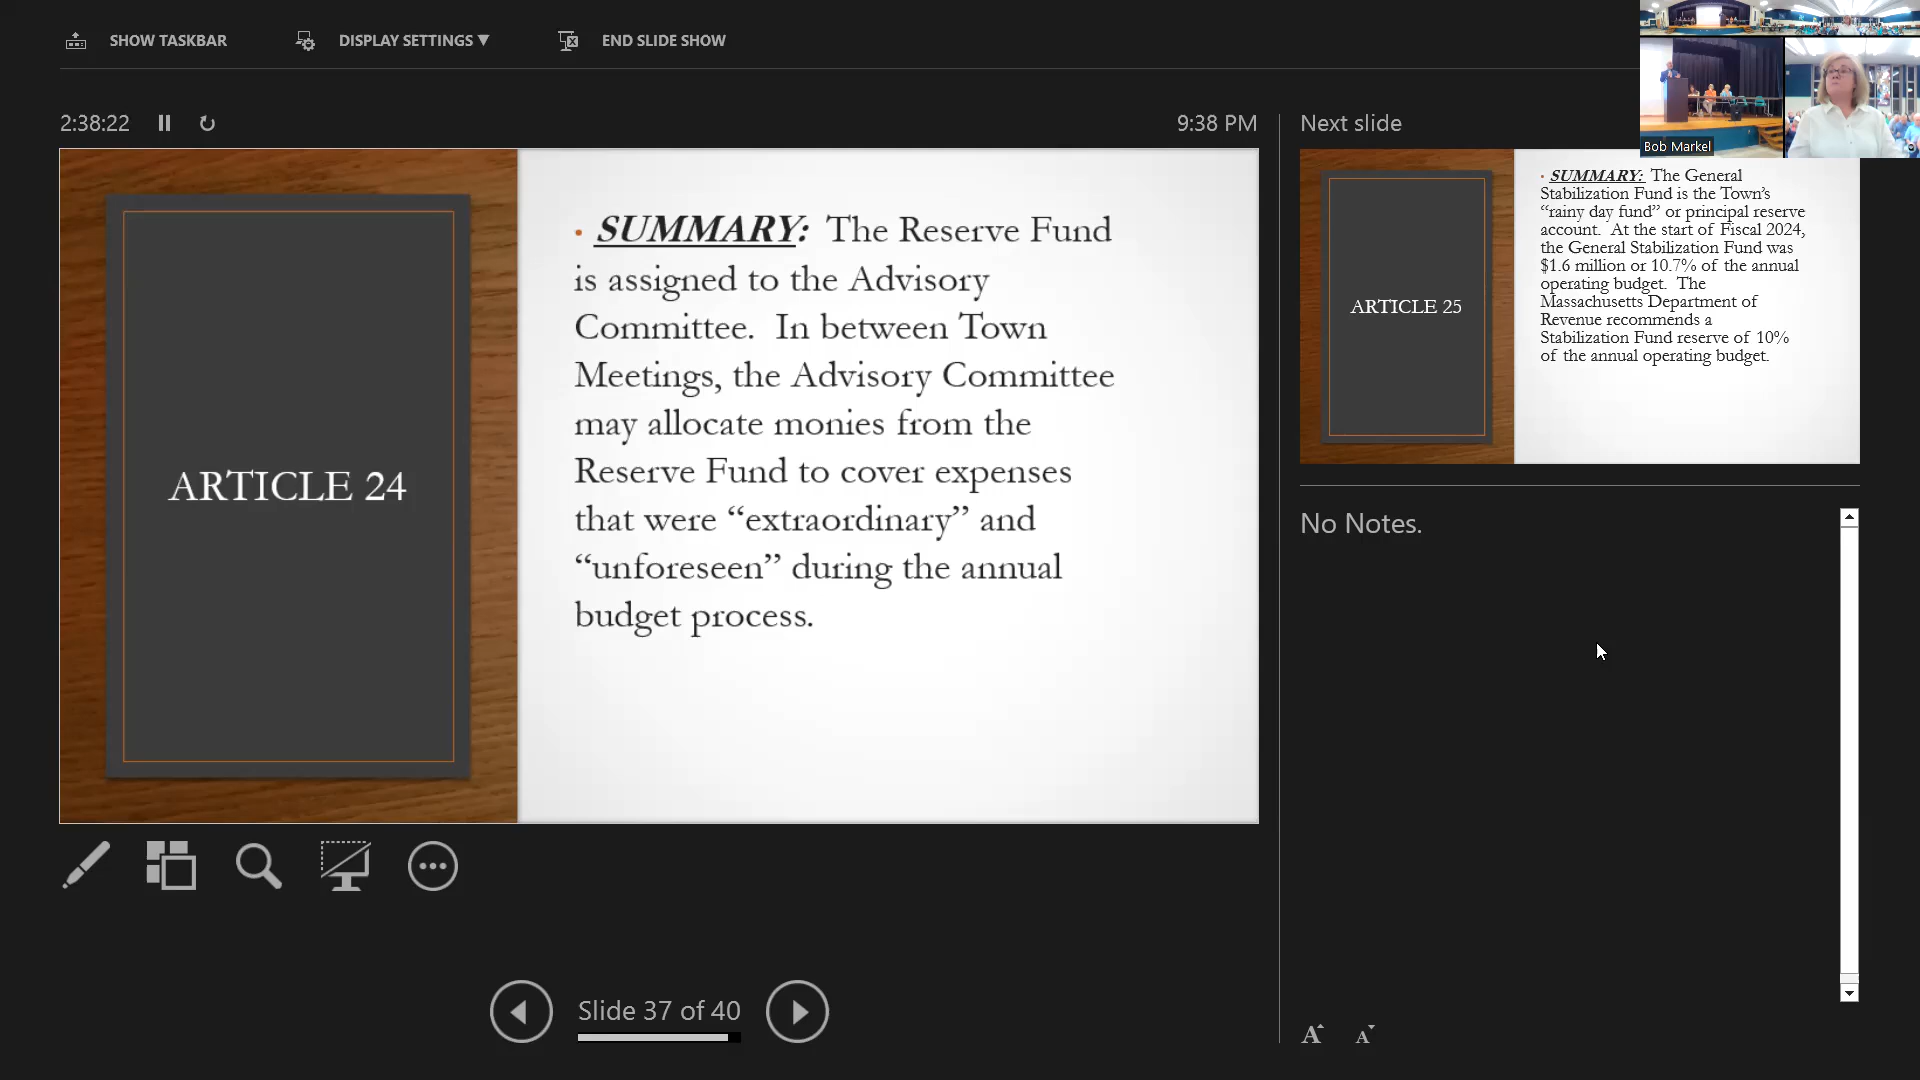 SHOW TASKBAR
DISPLAY SETTINGS ▼
END SLIDE SHOW
2:38:22
9:38 PM
Next slide
Bob Markel
ARTICLE 24
• SUMMARY: The Reserve Fund
is assigned to the Advisory
Committee. In between Town
Meetings, the Advisory Committee
may allocate monies from the
Reserve Fund to cover expenses
that were “extraordinary” and
“unforeseen” during the annual
budget process.
ARTICLE 25
• SUMMARY: The General
Stabilization Fund is the Town’s
“rainy day fund” or principal reserve
account. At the start of Fiscal 2024,
the General Stabilization Fund was
$1.6 million or 10.7% of the annual
operating budget. The
Massachusetts Department of
Revenue recommends a
Stabilization Fund reserve of 10%
of the annual operating budget.
No Notes.
Slide 37 of 40
A A